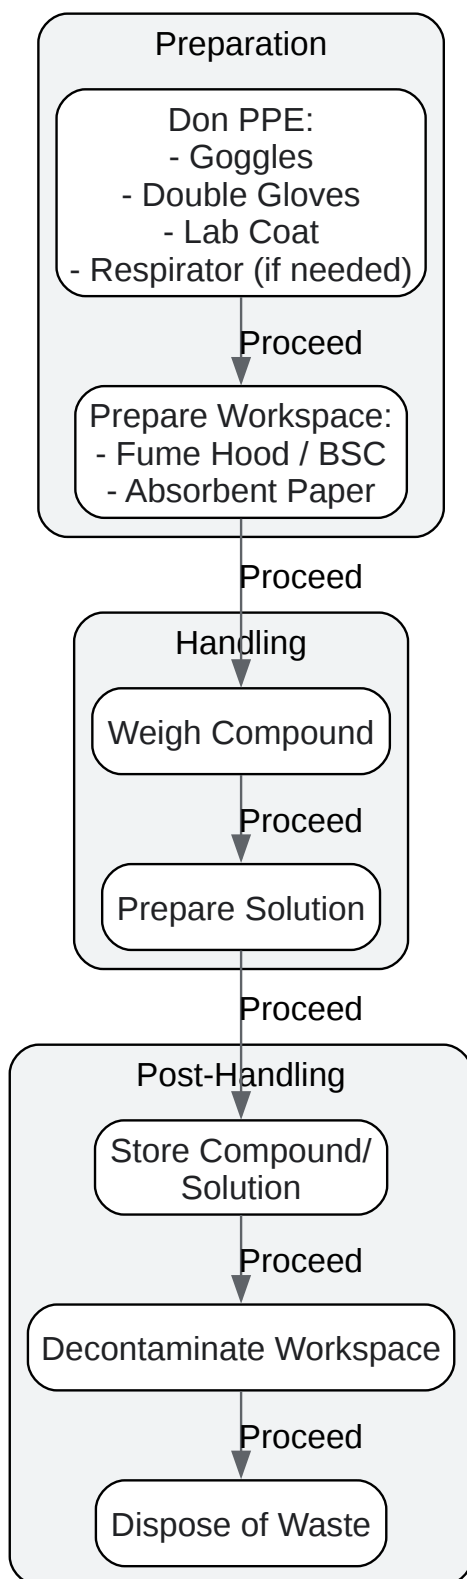 Preparation
Don PPE:
- Goggles
- Double Gloves
- Lab Coat
- Respirator (if needed)
Proceed
Prepare Workspace:
- Fume Hood / BSC
- Absorbent Paper
Proceed
Handling
Weigh Compound
Proceed
Prepare Solution
Proceed
Post-Handling
Store Compound/
Solution
Proceed
Decontaminate Workspace
Proceed
Dispose of Waste